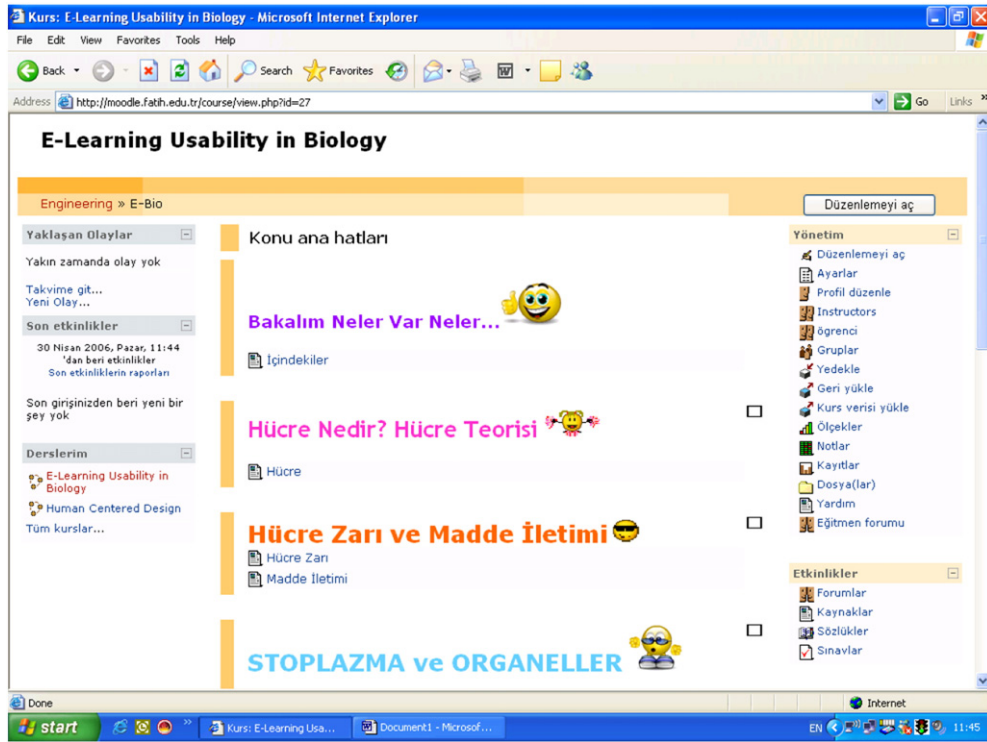 Kurs: E-Learning Usability in Biology - Microsoft Internet Explorer
File Edit View Favorites Tools Help
Back Search Favorites
Address http://moodle.fatih.edu.tr/course/view.php?id=27 Go Links
E-Learning Usability in Biology
Engineering » E-Bio
Düzenlemeyi aç
Yaklaşan Olaylar
Yakın zamanda olay yok
Takvime git...
Yeni Olay...
Son etkinlikler
30 Nisan 2006, Pazar, 11:44
'dan beri etkinlikler
Son etkinliklerin raporları
Son girişinizden beri yeni bir
şey yok
Derslerim
E-Learning Usability in
Biology
Human Centered Design
Tüm kurslar...
Konu ana hatları
Bakalım Neler Var Neler...
İçindekiler
Hücre Nedir? Hücre Teorisi
Hücre
Hücre Zarı ve Madde İletimi
Hücre Zarı
Madde İletimi
STOPLAZMA ve ORGANELLER
Yönetim
Düzenlemeyi aç
Ayarlar
Profil düzenle
Instructors
ögrenci
Gruplar
Yedekle
Geri yükle
Kurs verisi yükle
Ölçekler
Notlar
Kayıtlar
Dosya(lar)
Yardım
Eğitmen forumu
Etkinlikler
Forumlar
Kaynaklar
Sözlükler
Sınavlar
Done Internet
start Kurs: E-Learning Usa... Document1 - Microsof... EN 11:45